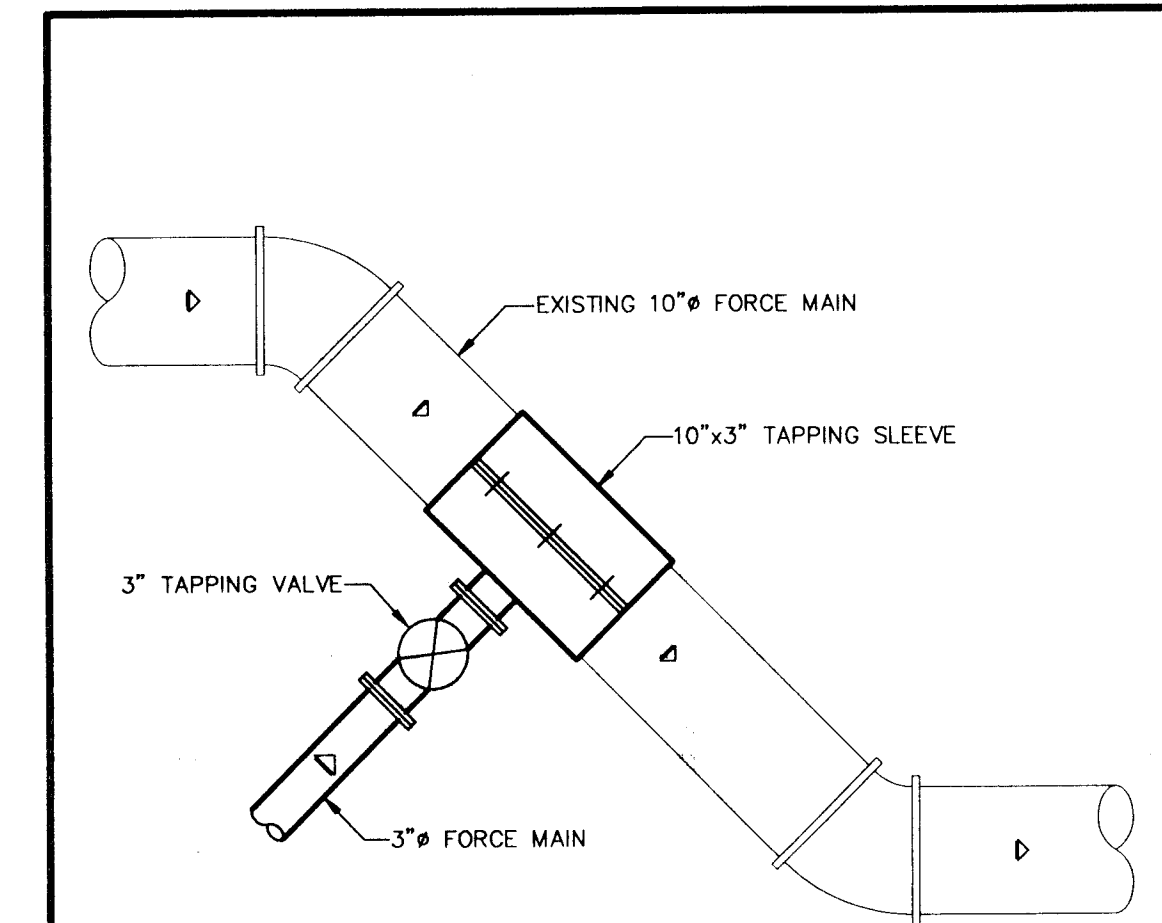 EXISTING 10"ø FORCE MAIN
10"x3" TAPPING SLEEVE
3" TAPPING VALVE
3"ø FORCE MAIN